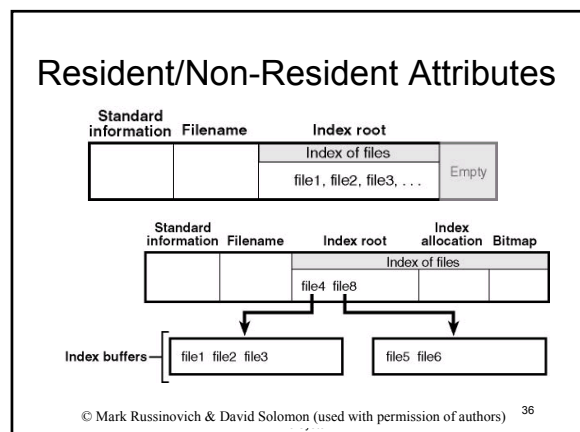 Resident/Non-Resident Attributes
Standard information Filename Index root
Index of files
file1, file2, file3, . . .
Empty
Standard information Filename Index root Index allocation Bitmap
Index of files
file4 file8
Index buffers
file1 file2 file3
file5 file6
© Mark Russinovich & David Solomon (used with permission of authors)
36